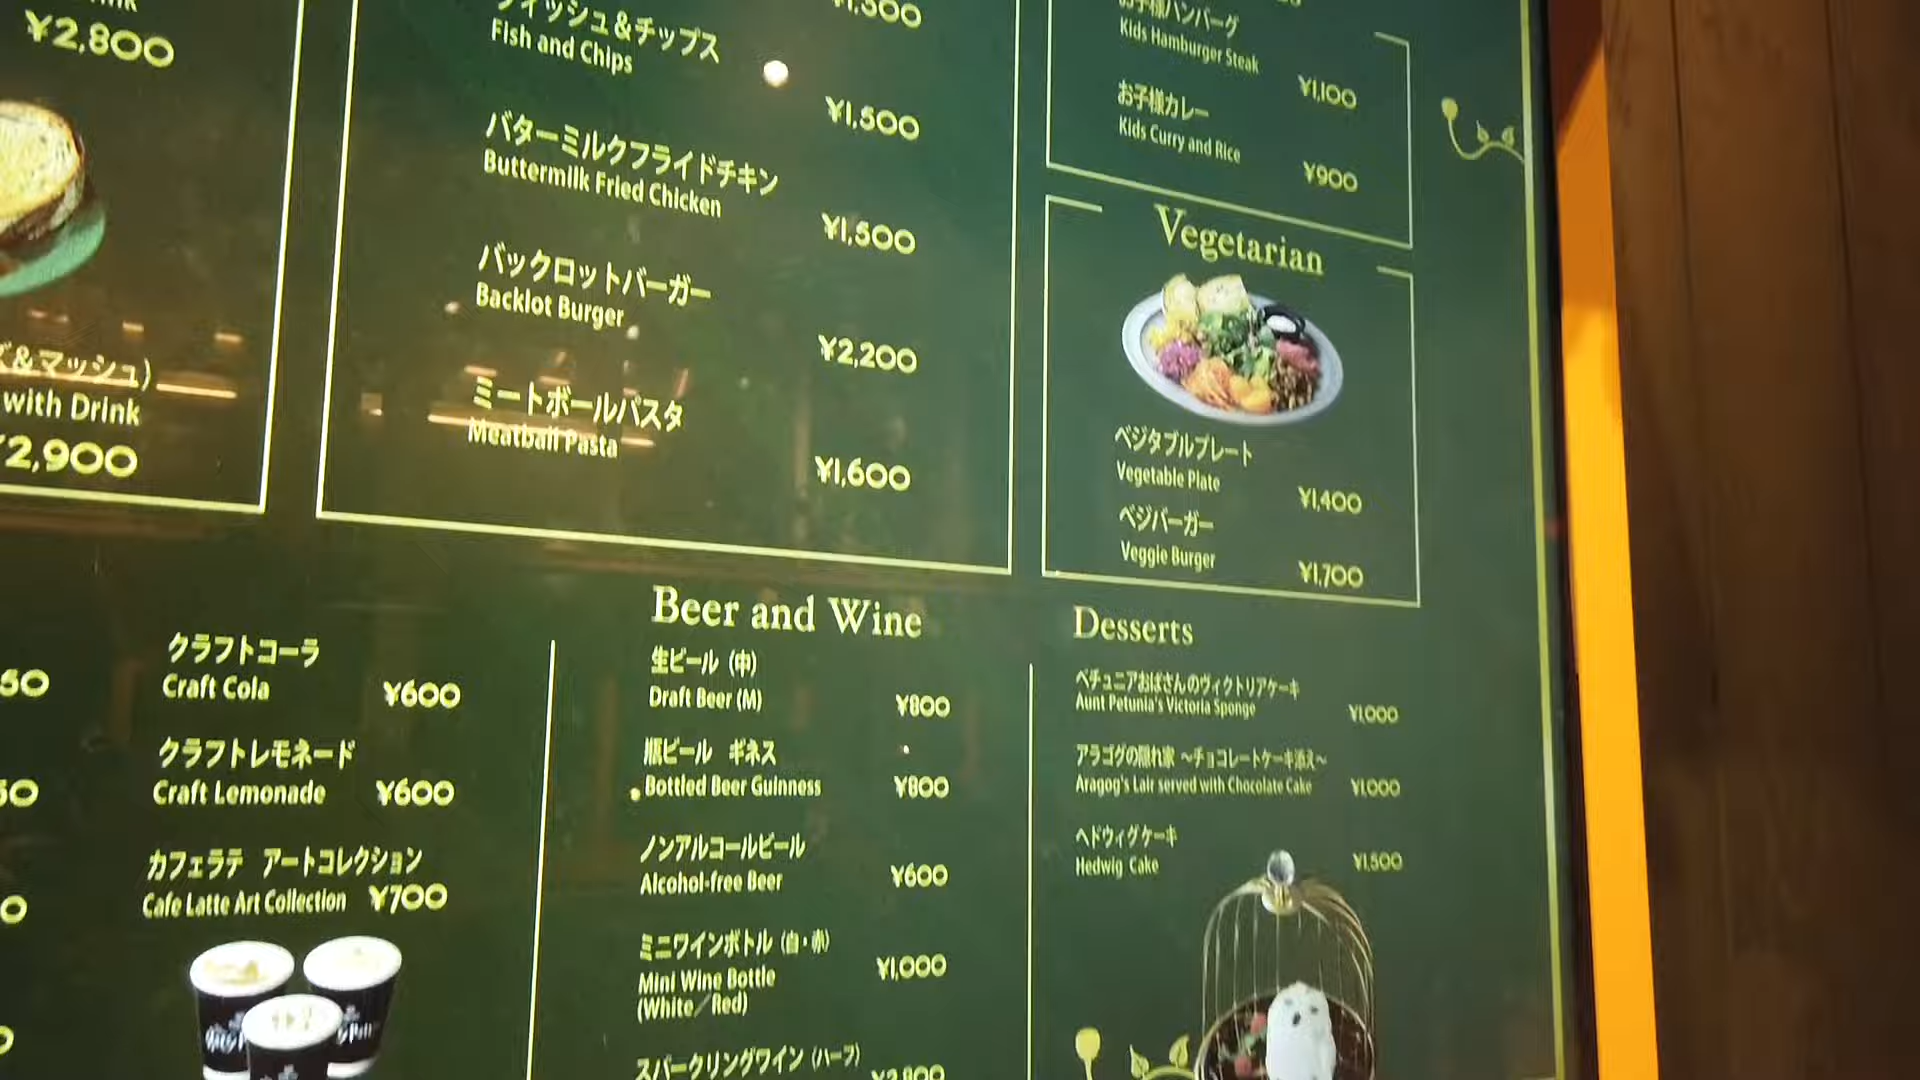 ¥2,800
&マッシュ)
with Drink
¥2,900
フィッシュ&チップス
Fish and Chips
¥1,500
バターミルクフライドチキン
Buttermilk Fried Chicken
¥1,500
バックロットバーガー
Backlot Burger
¥2,200
ミートボールパスタ
Meatball Pasta
¥1,600
お子様ハンバーグ
Kids Hamburger Steak
¥1,100
お子様カレー
Kids Curry and Rice
¥900
Vegetarian
ベジタブルプレート
Vegetable Plate
¥1,400
ベジバーガー
Veggie Burger
¥1,700
クラフトコーラ
Craft Cola
¥600
クラフトレモネード
Craft Lemonade
¥600
カフェラテ アートコレクション
Cafe Latte Art Collection ¥700
Beer and Wine
生ビール (中)
Draft Beer (M)
¥800
瓶ビール ギネス
Bottled Beer Guinness
¥800
ノンアルコールビール
Alcohol-free Beer
¥600
ミニワインボトル (白・赤)
Mini Wine Bottle
(White/Red)
¥1,000
スパークリングワイン (ハーフ)
¥2,800
Desserts
ペチュニアおばさんのヴィクトリアケーキ
Aunt Petunia's Victoria Sponge
¥1,000
アラゴグの隠れ家 ~チョコレートケーキ添え~
Aragog's Lair served with Chocolate Cake
¥1,000
ヘドウィグケーキ
Hedwig Cake
¥1,500